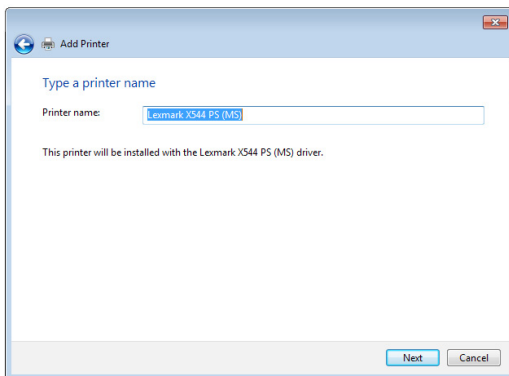 Add Printer
Type a printer name
Printer name: Lexmark X544 PS (MS)
This printer will be installed with the Lexmark X544 PS (MS) driver.
Next Cancel